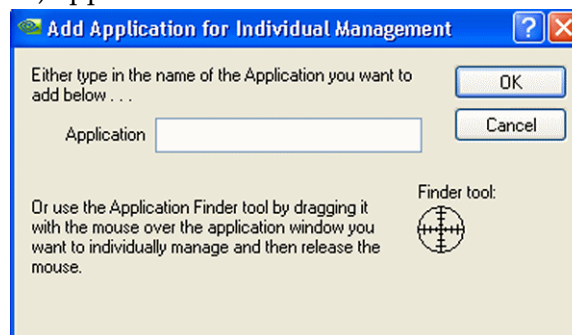 Add Application for Individual Management
Either type in the name of the Application you want to
add below . . .
OK
Application
Cancel
Finder tool:
Or use the Application Finder tool by dragging it
with the mouse over the application window you
want to individually manage and then release the
mouse.